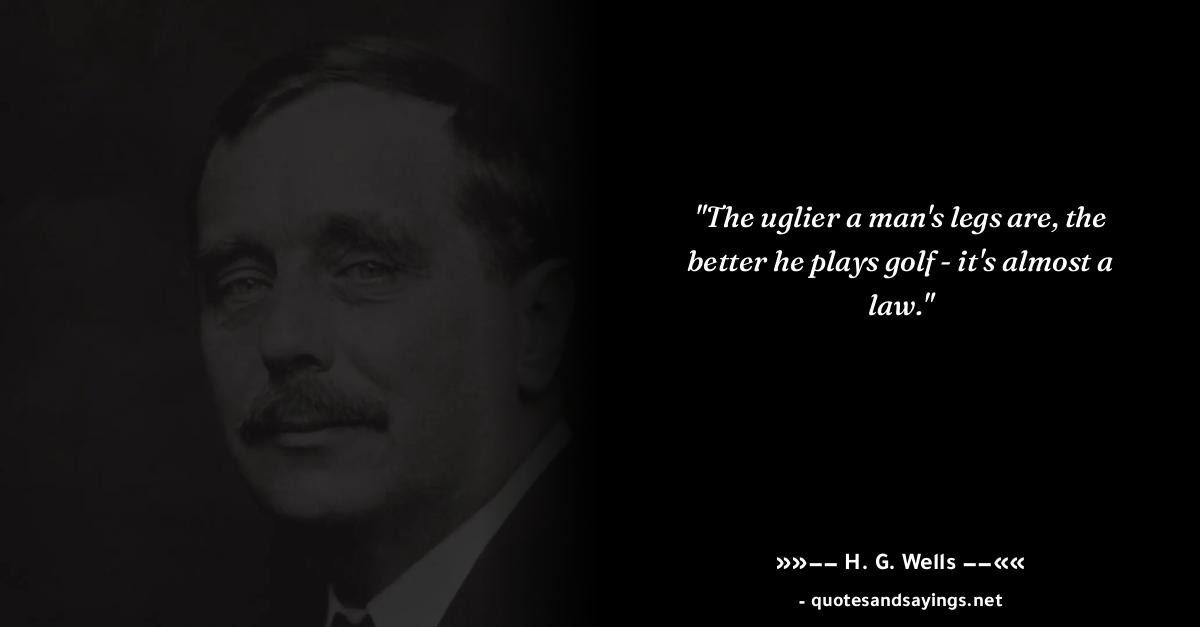 "The uglier a man's legs are, the
better he plays golf - it's almost a
law."
»»–– H. G. Wells ––««
- quotesandsayings.net